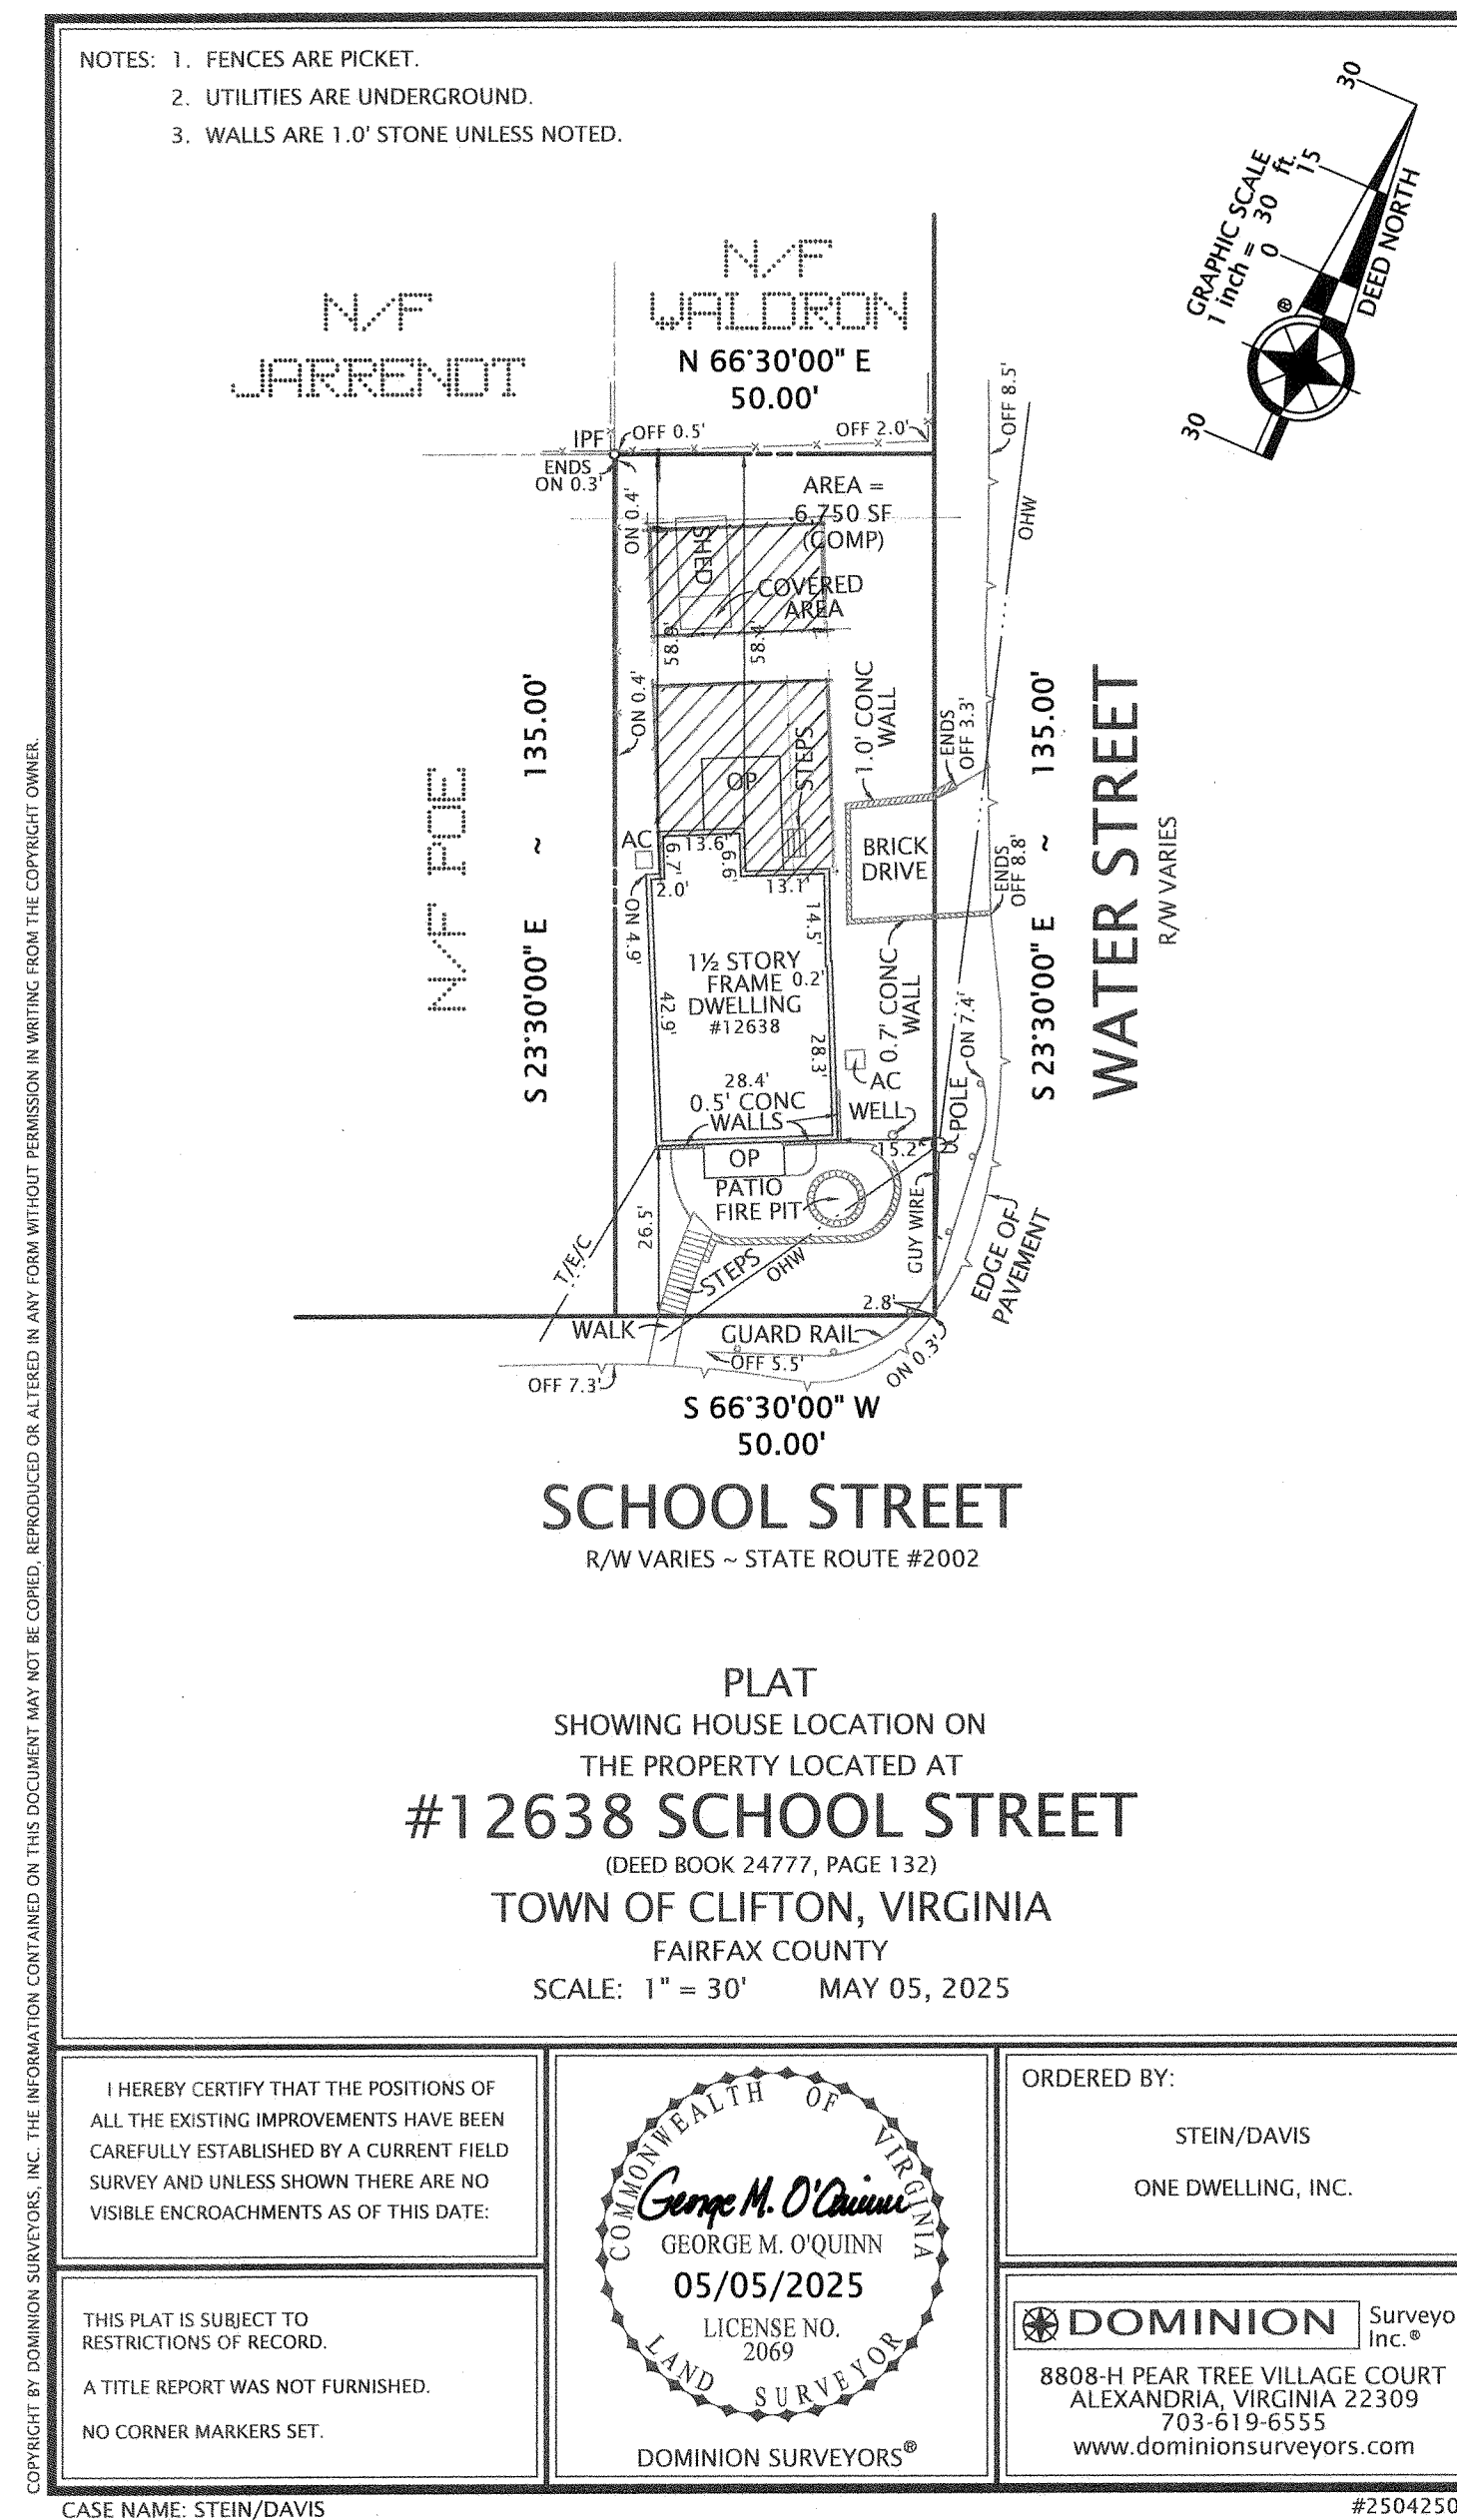 NOTES: 1. FENCES ARE PICKET.
2. UTILITIES ARE UNDERGROUND.
3. WALLS ARE 1.0' STONE UNLESS NOTED.
30
GRAPHIC SCALE
1 inch = 30 ft.
15
0
DEED NORTH
®
30
N/F
WALDRON
N/F
JARRENDT
N 66°30'00" E
50.00'
OFF 8.5'
IPF
OFF 0.5'
OFF 2.0'
ENDS
ON 0.3'
ON 0.4'
AREA =
6,750 SF
(COMP)
OHW
SHED
COVERED
AREA
58.4'
ON 0.4'
1.0' CONC
WALL
ENDS
OFF 3.3'
S 23°30'00" E ~ 135.00'
N/F POE
STEPS
OP
AC
13.6'
6.7'
6.6'
2.0'
13.1'
BRICK
DRIVE
ENDS
OFF 8.8'
S 23°30'00" E ~ 135.00'
WATER STREET
R/W VARIES
ON 4.9'
14.5'
1½ STORY
FRAME
DWELLING
#12638
0.2'
42.9'
28.3'
0.7' CONC
WALL
ON 7.4'
AC
28.4'
0.5' CONC
WALLS
WELL
POLE
15.2'
OP
PATIO
FIRE PIT
GUY WIRE
26.5'
T/E/C
STEPS
OHW
EDGE OF
PAVEMENT
2.8'
WALK
GUARD RAIL
OFF 5.5'
ON 0.3'
OFF 7.3'
S 66°30'00" W
50.00'
SCHOOL STREET
R/W VARIES ~ STATE ROUTE #2002
PLAT
SHOWING HOUSE LOCATION ON
THE PROPERTY LOCATED AT
#12638 SCHOOL STREET
(DEED BOOK 24777, PAGE 132)
TOWN OF CLIFTON, VIRGINIA
FAIRFAX COUNTY
SCALE: 1" = 30' MAY 05, 2025
COPYRIGHT BY DOMINION SURVEYORS, INC. THE INFORMATION CONTAINED ON THIS DOCUMENT MAY NOT BE COPIED, REPRODUCED OR ALTERED IN ANY FORM WITHOUT PERMISSION IN WRITING FROM THE COPYRIGHT OWNER.
I HEREBY CERTIFY THAT THE POSITIONS OF
ALL THE EXISTING IMPROVEMENTS HAVE BEEN
CAREFULLY ESTABLISHED BY A CURRENT FIELD
SURVEY AND UNLESS SHOWN THERE ARE NO
VISIBLE ENCROACHMENTS AS OF THIS DATE:
THIS PLAT IS SUBJECT TO
RESTRICTIONS OF RECORD.
A TITLE REPORT WAS NOT FURNISHED.
NO CORNER MARKERS SET.
COMMONWEALTH OF VIRGINIA
George M. O'Quinn
GEORGE M. O'QUINN
05/05/2025
LICENSE NO.
2069
LAND SURVEYOR
DOMINION SURVEYORS®
ORDERED BY:
STEIN/DAVIS
ONE DWELLING, INC.
DOMINION
Surveyo
Inc.®
8808-H PEAR TREE VILLAGE COURT
ALEXANDRIA, VIRGINIA 22309
703-619-6555
www.dominionsurveyors.com
CASE NAME: STEIN/DAVIS
#2504250